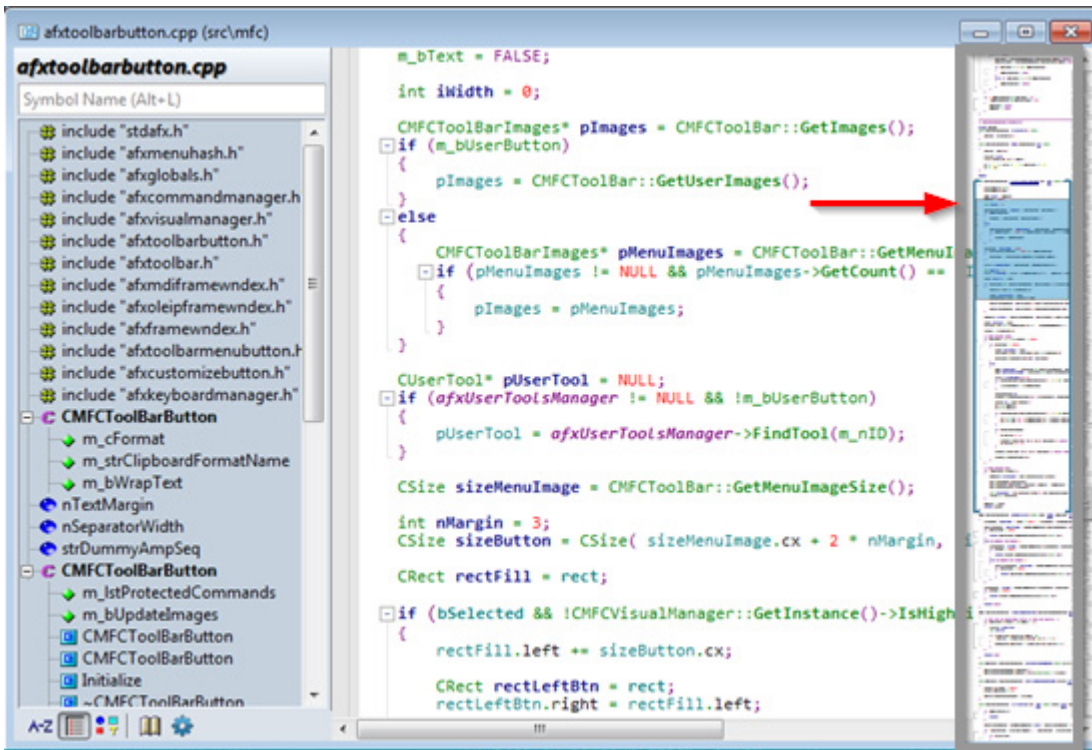 afxtoolbarbutton.cpp (src\mfc)
afxtoolbarbutton.cpp
Symbol Name (Alt+L)
include "stdafx.h"
include "afxmenuhash.h"
include "afxglobals.h"
include "afxcommandmanager.h
include "afxvisualmanager.h"
include "afxtoolbarbutton.h"
include "afxtoolbar.h"
include "afxmdiframewndex.h"
include "afxoleipframewndex.h"
include "afxframewndex.h"
include "afxtoolbarmenubutton.h
include "afxcustomizebutton.h"
include "afxkeyboardmanager.h"
CMFCToolBarButton
m_cFormat
m_strClipboardFormatName
m_bWrapText
nTextMargin
nSeparatorWidth
strDummyAmpSeq
CMFCToolBarButton
m_lstProtectedCommands
m_bUpdateImages
CMFCToolBarButton
CMFCToolBarButton
Initialize
~CMFCToolBarButton
A-Z
m_bText = FALSE;
int iWidth = 0;
CMFCToolBarImages* pImages = CMFCToolBar::GetImages();
if (m_bUserButton)
{
pImages = CMFCToolBar::GetUserImages();
}
else
{
CMFCToolBarImages* pMenuImages = CMFCToolBar::GetMenuIma
if (pMenuImages != NULL && pMenuImages->GetCount() ==
{
pImages = pMenuImages;
}
}
CUserTool* pUserTool = NULL;
if (afxUserToolsManager != NULL && !m_bUserButton)
{
pUserTool = afxUserToolsManager->FindTool(m_nID);
}
CSize sizeMenuImage = CMFCToolBar::GetMenuImageSize();
int nMargin = 3;
CSize sizeButton = CSize( sizeMenuImage.cx + 2 * nMargin,
CRect rectFill = rect;
if (bSelected && !CMFCVisualManager::GetInstance()->IsHighli
{
rectFill.left += sizeButton.cx;
CRect rectLeftBtn = rect;
rectLeftBtn.right = rectFill.left;